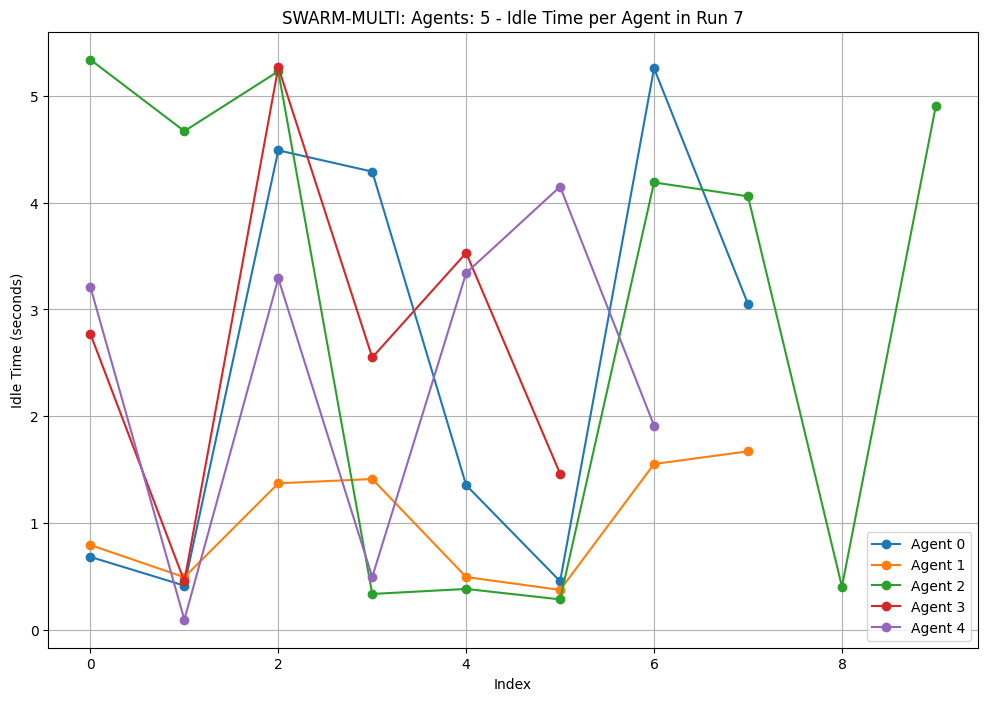 SWARM-MULTI: Agents: 5 - Idle Time per Agent in Run 7
Idle Time (seconds)
5
4
3
2
1
0
0 2 4 6 8
Index
Agent 0
Agent 1
Agent 2
Agent 3
Agent 4